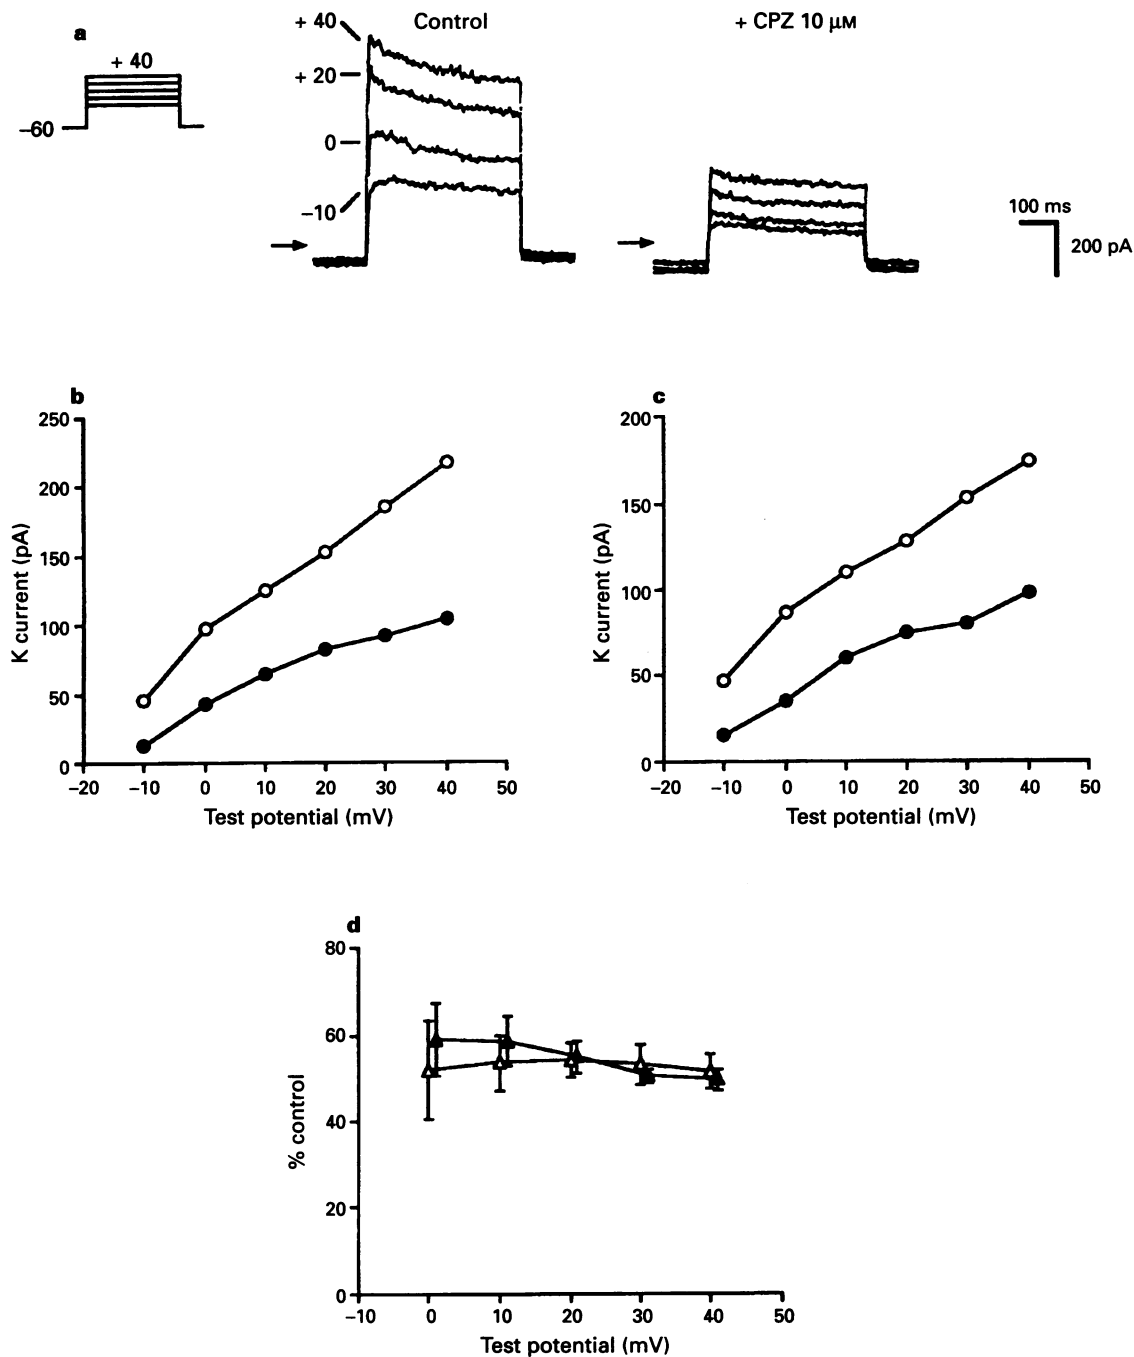 a
+ 40
−60
Control
+ 40
+ 20
0
−10
+ CPZ 10 μM
100 ms
200 pA
b
250
200
150
100
50
0
K current (pA)
−20 −10 0 10 20 30 40 50
Test potential (mV)
c
200
150
100
50
0
K current (pA)
−20 −10 0 10 20 30 40 50
Test potential (mV)
d
80
60
40
20
0
% control
−10 0 10 20 30 40 50
Test potential (mV)